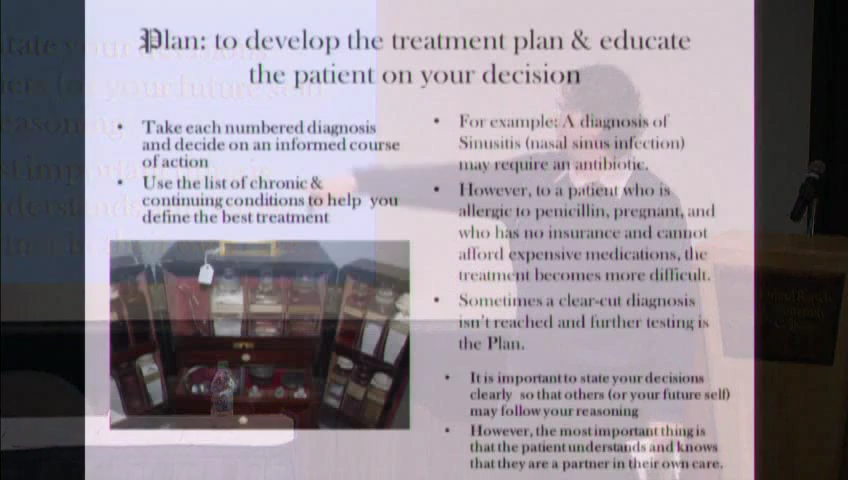 Plan: to develop the treatment plan & educate
the patient on your decision
• Take each numbered diagnosis
and decide on an informed course
of action
• Use the list of chronic &
continuing conditions to help you
define the best treatment
• For example: A diagnosis of
Sinusitis (nasal sinus infection)
may require an antibiotic.
• However, to a patient who is
allergic to penicillin, pregnant, and
who has no insurance and cannot
afford expensive medications, the
treatment becomes more difficult.
• Sometimes a clear-cut diagnosis
isn't reached and further testing is
the Plan.
• It is important to state your decisions
clearly so that others (or your future self)
may follow your reasoning
• However, the most important thing is
that the patient understands and knows
that they are a partner in their own care.